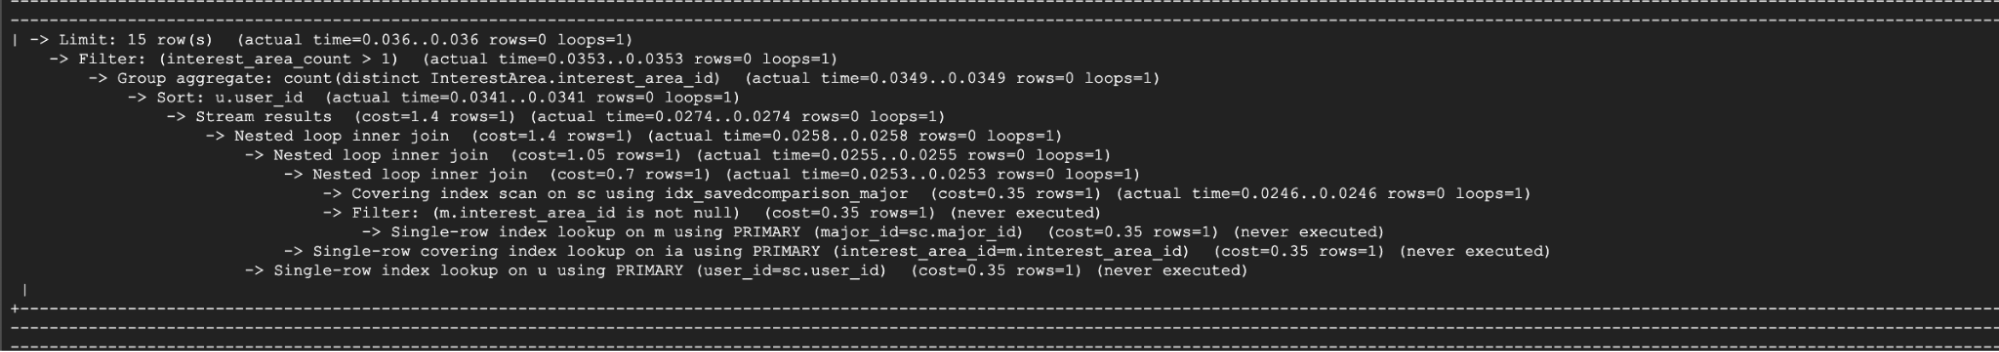 | -> Limit: 15 row(s)  (actual time=0.036..0.036 rows=0 loops=1)
    -> Filter: (interest_area_count > 1)  (actual time=0.0353..0.0353 rows=0 loops=1)
        -> Group aggregate: count(distinct InterestArea.interest_area_id)  (actual time=0.0349..0.0349 rows=0 loops=1)
            -> Sort: u.user_id  (actual time=0.0341..0.0341 rows=0 loops=1)
                -> Stream results  (cost=1.4 rows=1) (actual time=0.0274..0.0274 rows=0 loops=1)
                    -> Nested loop inner join  (cost=1.4 rows=1) (actual time=0.0258..0.0258 rows=0 loops=1)
                        -> Nested loop inner join  (cost=1.05 rows=1) (actual time=0.0255..0.0255 rows=0 loops=1)
                            -> Nested loop inner join  (cost=0.7 rows=1) (actual time=0.0253..0.0253 rows=0 loops=1)
                                -> Covering index scan on sc using idx_savedcomparison_major  (cost=0.35 rows=1) (actual time=0.0246..0.0246 rows=0 loops=1)
                                -> Filter: (m.interest_area_id is not null)  (cost=0.35 rows=1) (never executed)
                                    -> Single-row index lookup on m using PRIMARY (major_id=sc.major_id)  (cost=0.35 rows=1) (never executed)
                            -> Single-row covering index lookup on ia using PRIMARY (interest_area_id=m.interest_area_id)  (cost=0.35 rows=1) (never executed)
                        -> Single-row index lookup on u using PRIMARY (user_id=sc.user_id)  (cost=0.35 rows=1) (never executed)
 |